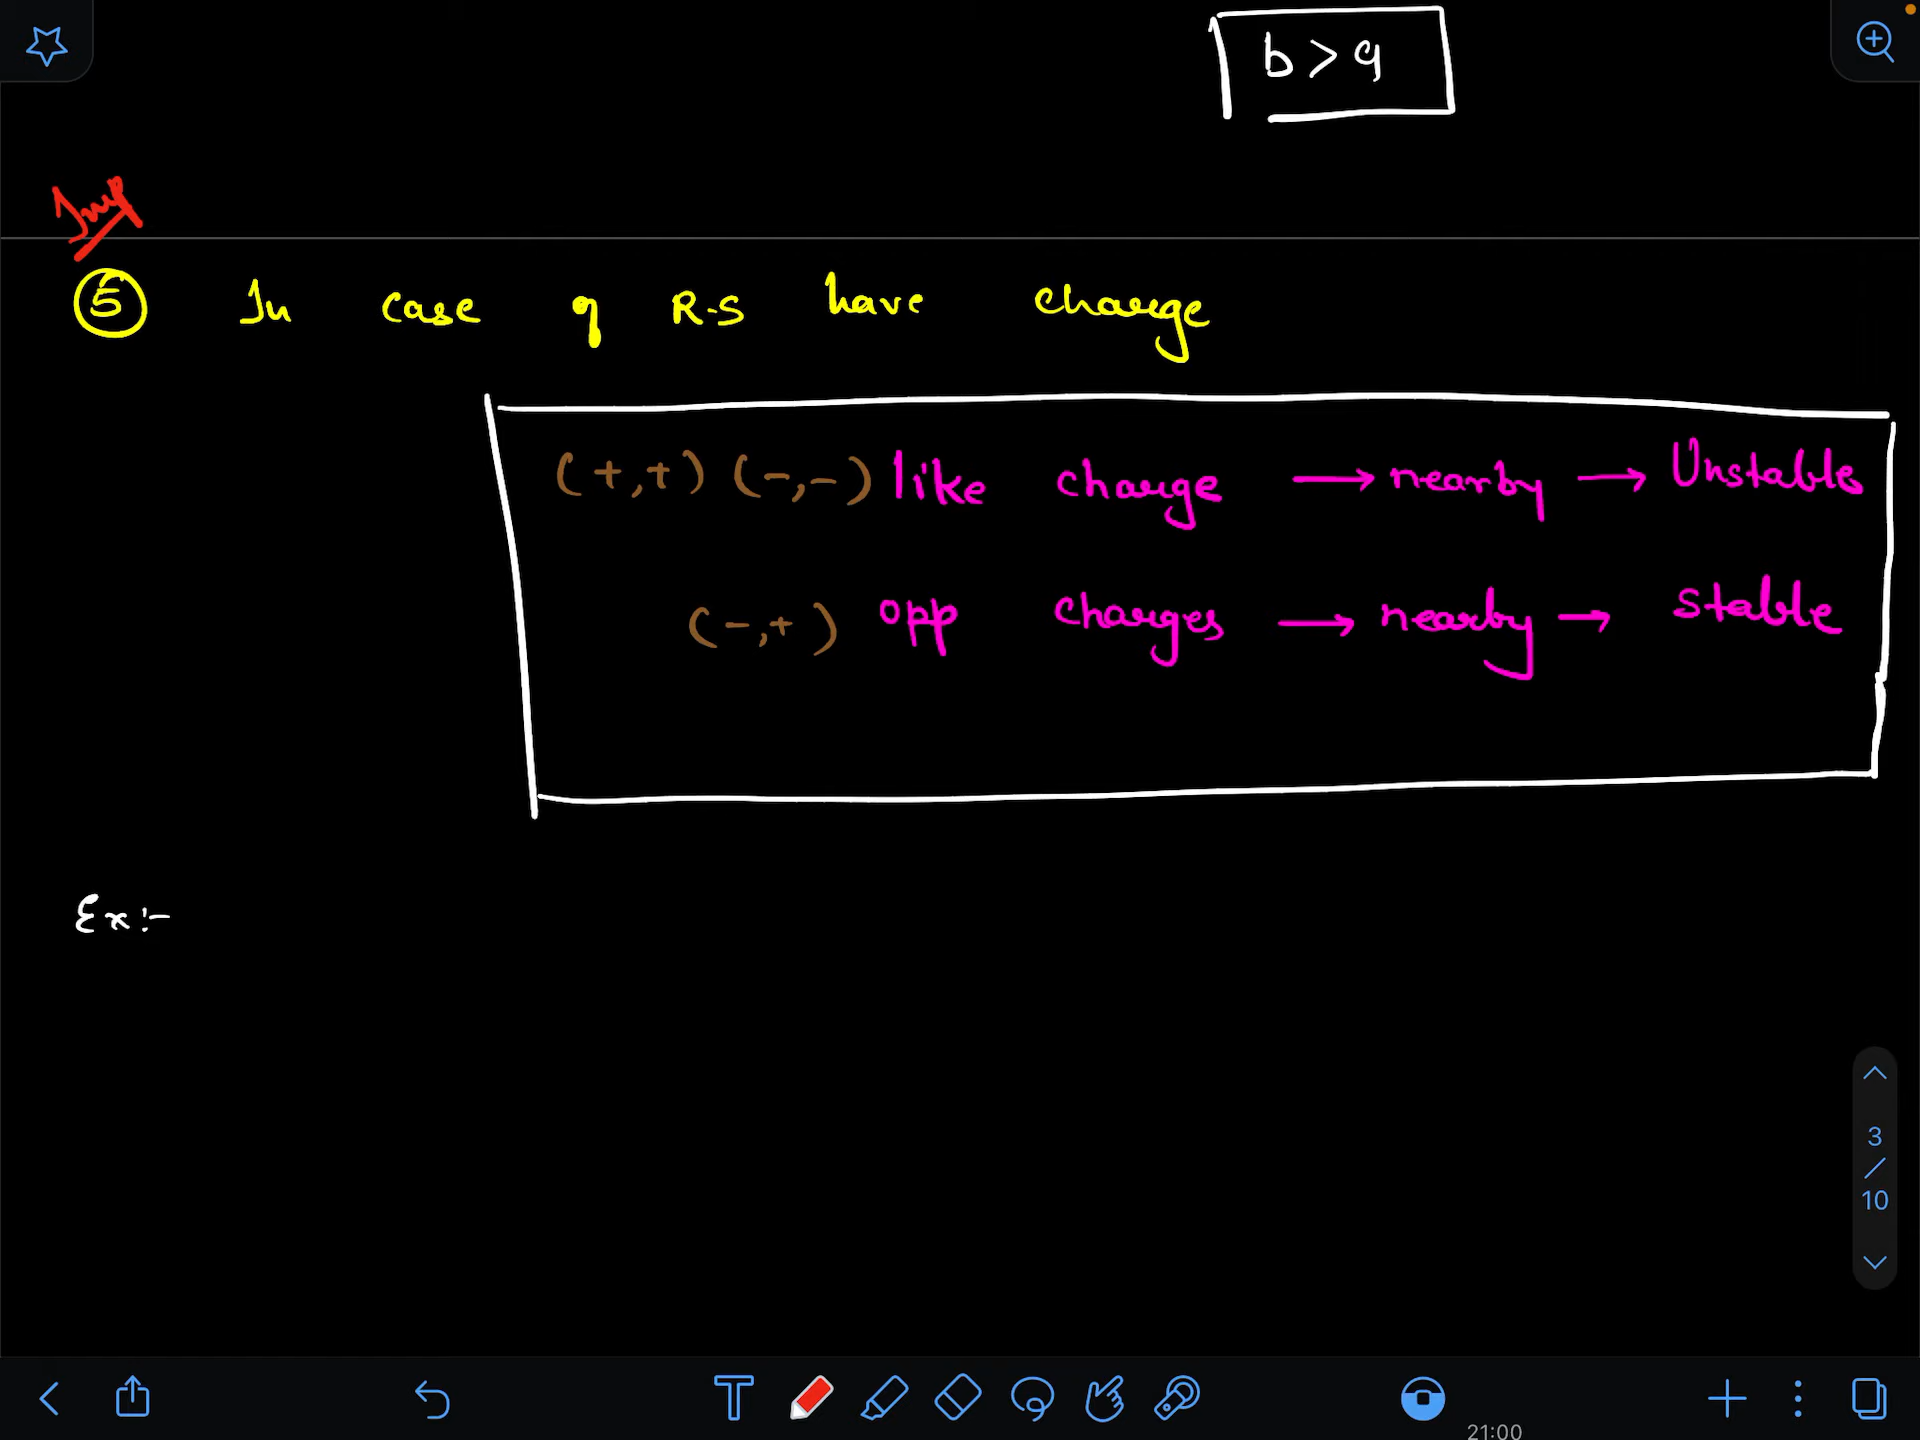 b > a
Imp
5 In case of R-S have charge
(+,+) (-,-) like charge → nearby → Unstable
(-,+) opp charges → nearby → stable
Ex:-
3
/
10
T
21:00